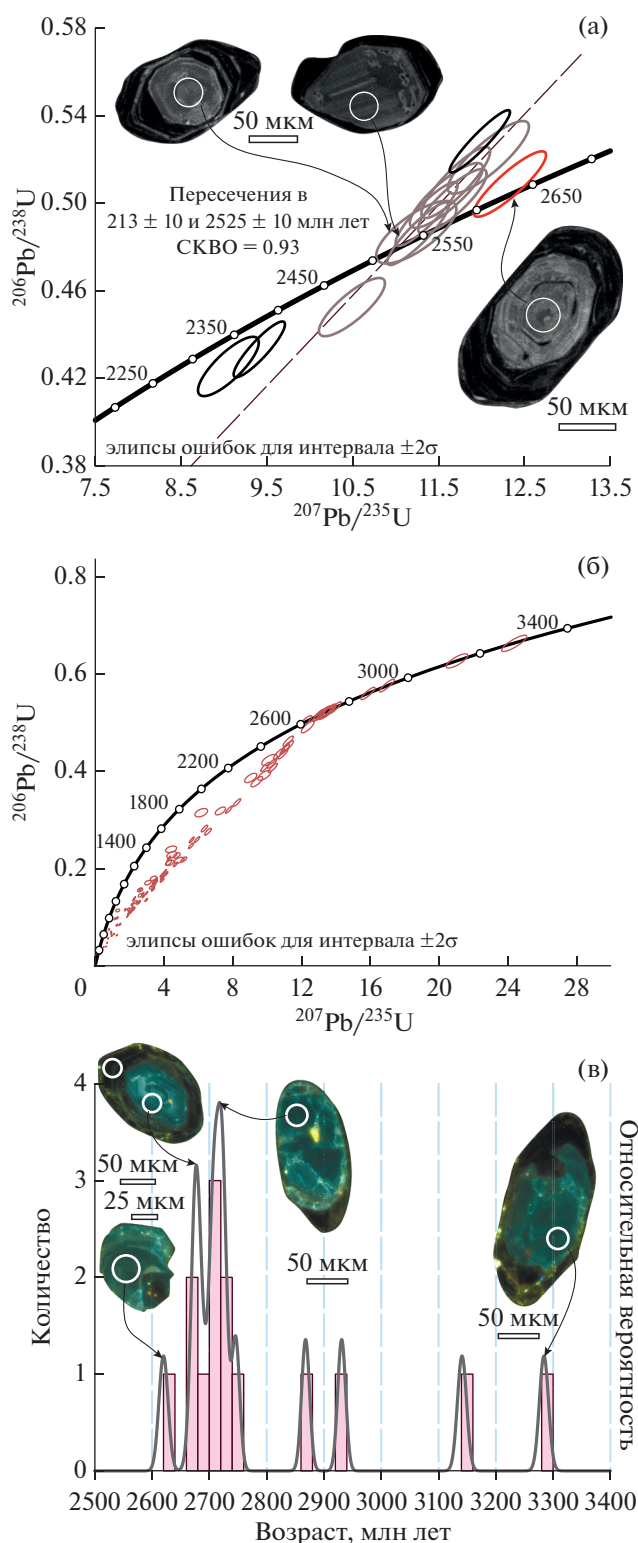 (а)
0.58
0.54
0.50
0.46
0.42
0.38
²⁰⁶Pb/²³⁸U
50 мкм
Пересечения в
213 ± 10 и 2525 ± 10 млн лет
СКВО = 0.93
2250
2350
2450
2550
2650
50 мкм
элипсы ошибок для интервала ±2σ
7.5
8.5
9.5
10.5
11.5
12.5
13.5
²⁰⁷Pb/²³⁵U
(б)
0.8
0.6
0.4
0.2
0
²⁰⁶Pb/²³⁸U
1400
1800
2200
2600
3000
3400
элипсы ошибок для интервала ±2σ
0
4
8
12
16
20
24
28
²⁰⁷Pb/²³⁵U
(в)
4
3
2
1
0
Количество
Относительная вероятность
50 мкм
25 мкм
50 мкм
50 мкм
2500
2600
2700
2800
2900
3000
3100
3200
3300
3400
Возраст, млн лет